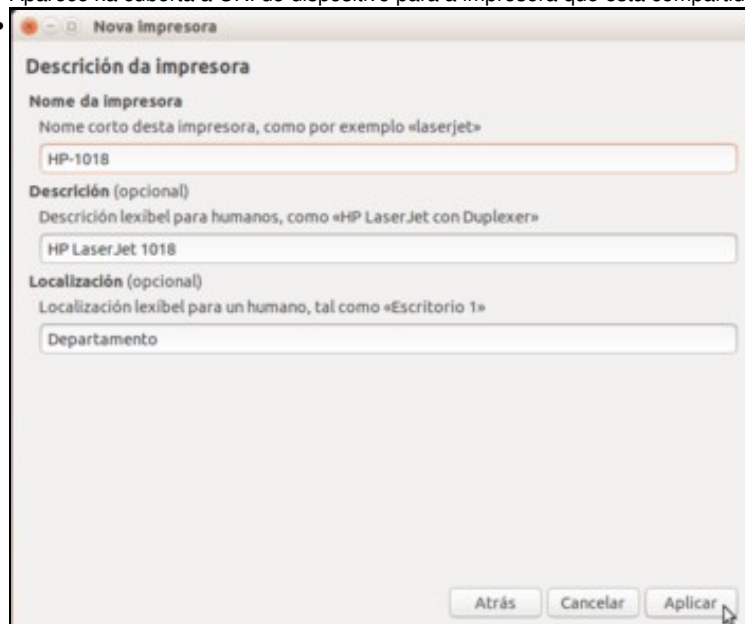 Nova Impresora
Descrición da impresora
Nome da impresora
Nome corto desta impresora, como por exemplo «laserjet»
HP-1018
Descrición (opcional)
Descrición lexíbel para humanos, como «HP LaserJet con Duplexer»
HP LaserJet 1018
Localización (opcional)
Localización lexíbel para un humano, tal como «Escritorio 1»
Departamento
Atrás Cancelar Aplicar